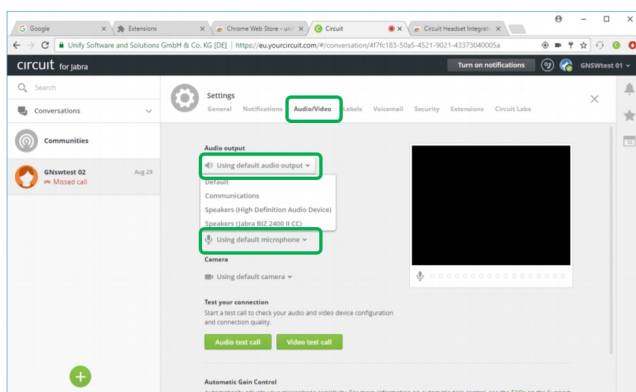 Google
Extensions
Chrome Web Store - uni
Circuit
Circuit Headset Integrati
Unify Software and Solutions GmbH & Co. KG [DE] | https://eu.yourcircuit.com/#/conversation/4f7fc183-50a5-4521-9021-43373040005a
circuit for Jabra
Turn on notifications
GNSWtest 01
Search
Conversations
Communities
GNswtest 02
Aug 29
Missed call
Settings
General Notifications Audio/Video Labels Voicemail Security Extensions Circuit Labs
Audio output
Using default audio output
Default
Communications
Speakers (High Definition Audio Device)
Speakers (Jabra BIZ 2400 II CC)
Using default microphone
Camera
Using default camera
Test your connection
Start a test call to check your audio and video device configuration
and connection quality.
Audio test call Video test call
Automatic Gain Control